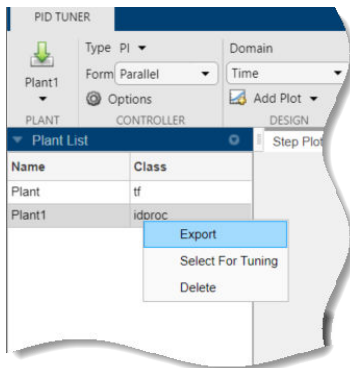 PID TUNER
Type PI
Domain
Plant1
Form Parallel
Time
Options
Add Plot
PLANT
CONTROLLER
DESIGN
Plant List
Step Plot
Name Class
Plant tf
Plant1 idproc
Export
Select For Tuning
Delete